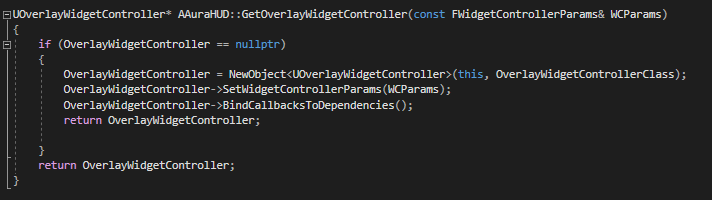 UOverlayWidgetController* AAuraHUD::GetOverlayWidgetController(const FWidgetControllerParams& WCParams)
{
    if (OverlayWidgetController == nullptr)
    {
        OverlayWidgetController = NewObject<UOverlayWidgetController>(this, OverlayWidgetControllerClass);
        OverlayWidgetController->SetWidgetControllerParams(WCParams);
        OverlayWidgetController->BindCallbacksToDependencies();
        return OverlayWidgetController;
    }
    return OverlayWidgetController;
}